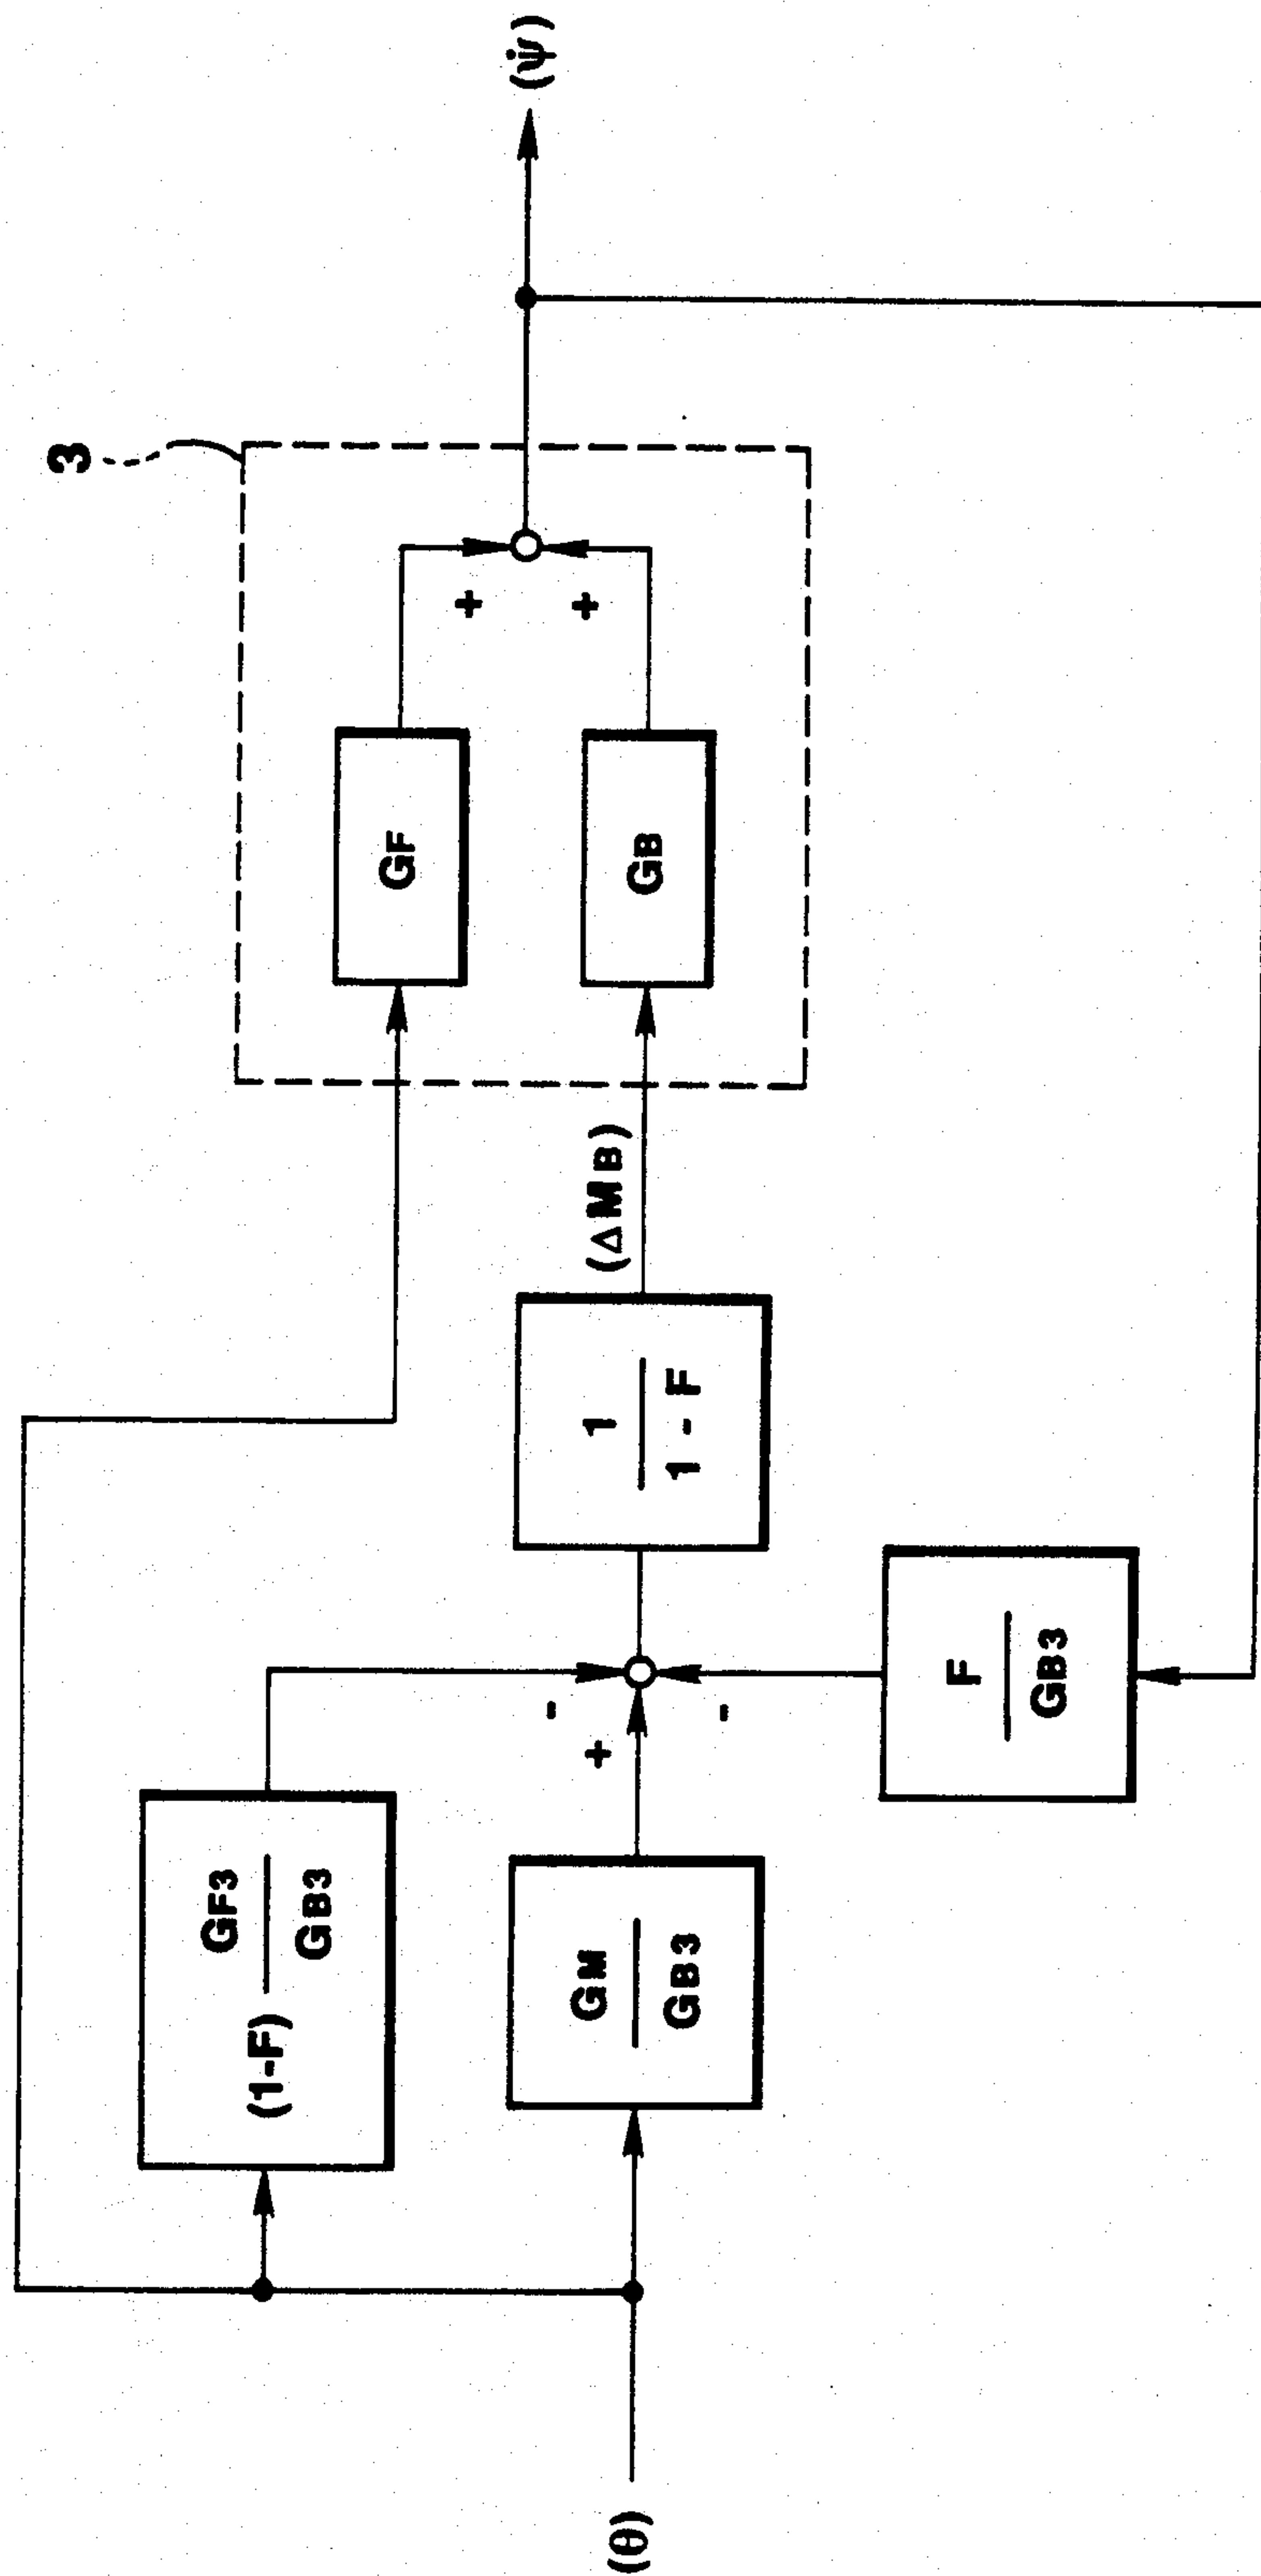 (θ)
(1-F) GF3
GB3
GM
GB3
-
+
-
F
GB3
1
1 - F
(ΔMB)
GF
GB
+
+
3
(ψ̇)